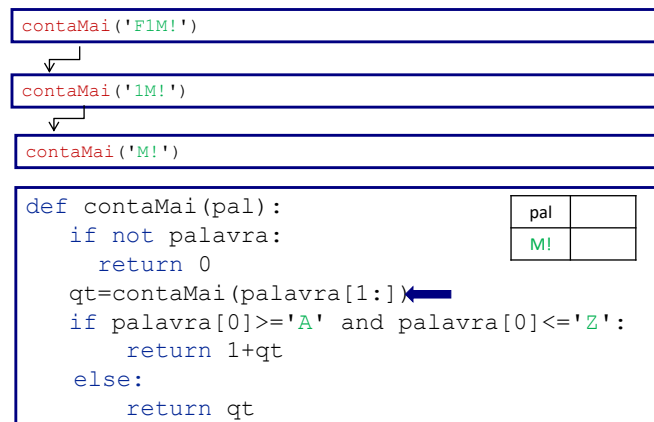 contaMai('F1M!')
contaMai('1M!')
contaMai('M!')
def contaMai(pal):
pal
if not palavra:
M!
return 0
qt=contaMai(palavra[1:])
if palavra[0]>='A' and palavra[0]<='Z':
return 1+qt
else:
return qt